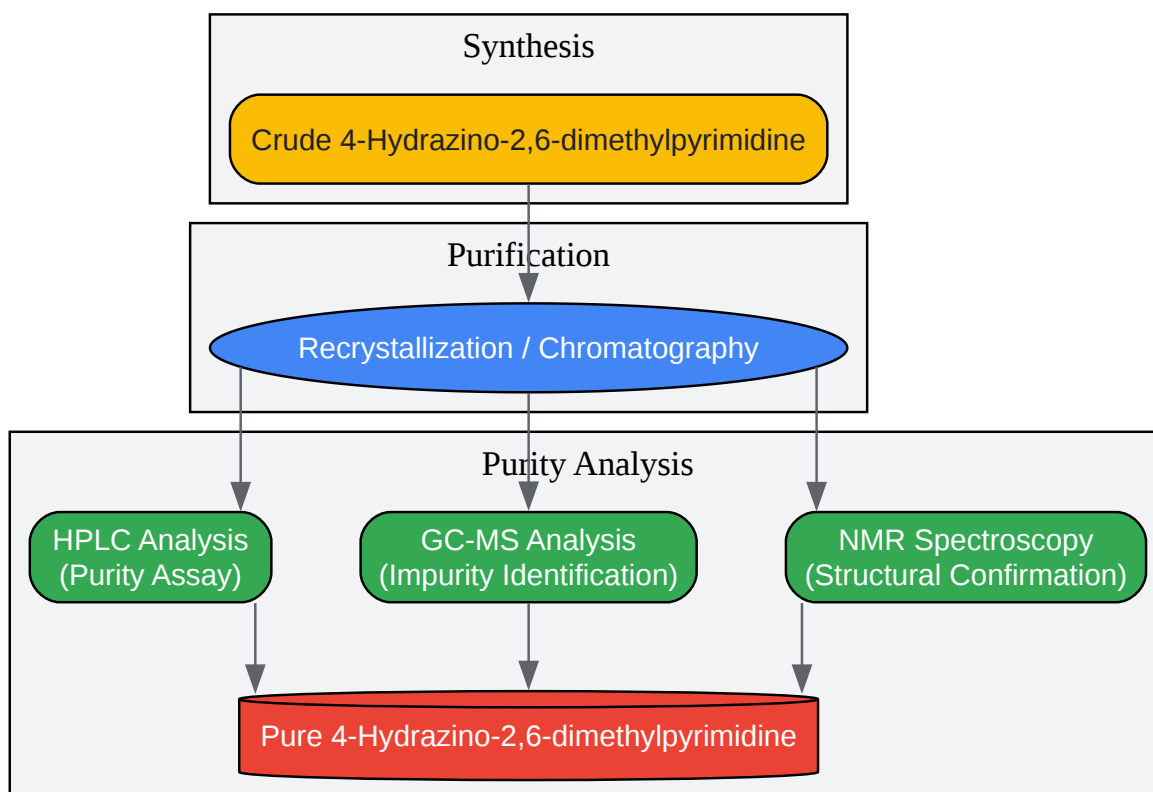 Synthesis
Crude 4-Hydrazino-2,6-dimethylpyrimidine
Purification
Recrystallization / Chromatography
Purity Analysis
HPLC Analysis
(Purity Assay)
GC-MS Analysis
(Impurity Identification)
NMR Spectroscopy
(Structural Confirmation)
Pure 4-Hydrazino-2,6-dimethylpyrimidine